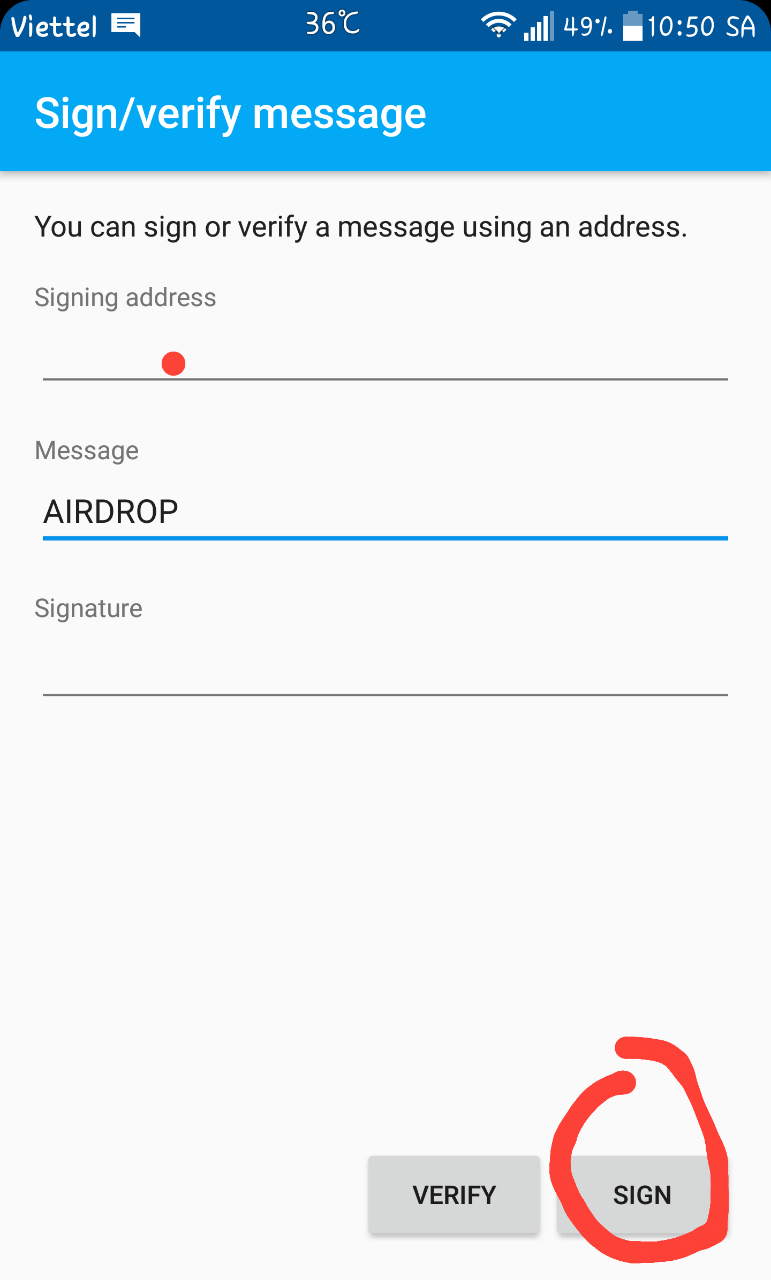 Viettel 36℃ 49% 10:50 SA
Sign/verify message
You can sign or verify a message using an address.
Signing address
Message
AIRDROP
Signature
VERIFY SIGN